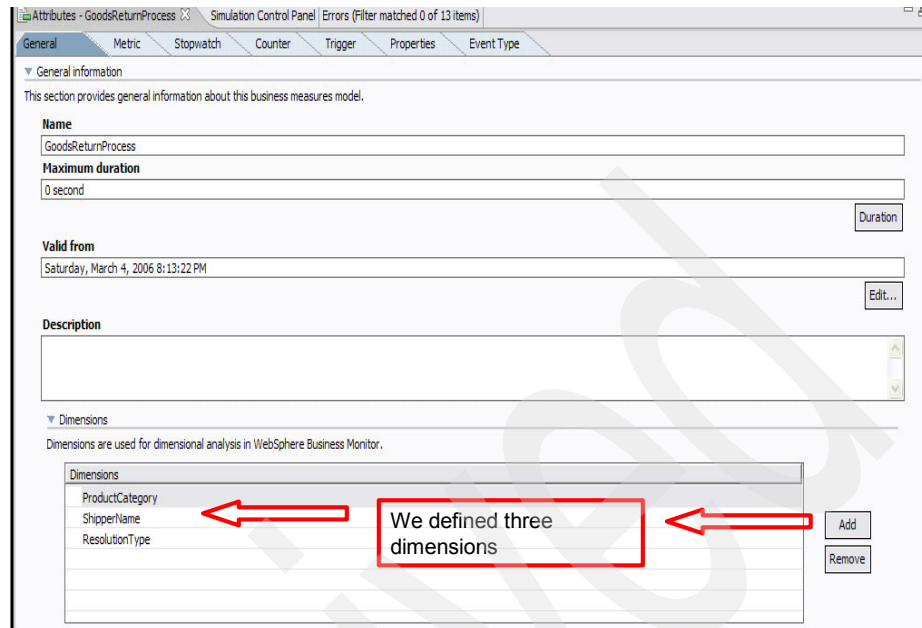 Attributes - GoodsReturnProcess Simulation Control Panel Errors (Filter matched 0 of 13 items)
General Metric Stopwatch Counter Trigger Properties Event Type
General information
This section provides general information about this business measures model.
Name
GoodsReturnProcess
Maximum duration
0 second
Duration
Valid from
Saturday, March 4, 2006 8:13:22 PM
Edit...
Description
Dimensions
Dimensions are used for dimensional analysis in WebSphere Business Monitor.
Dimensions
ProductCategory
ShipperName
ResolutionType
We defined three
dimensions
Add
Remove